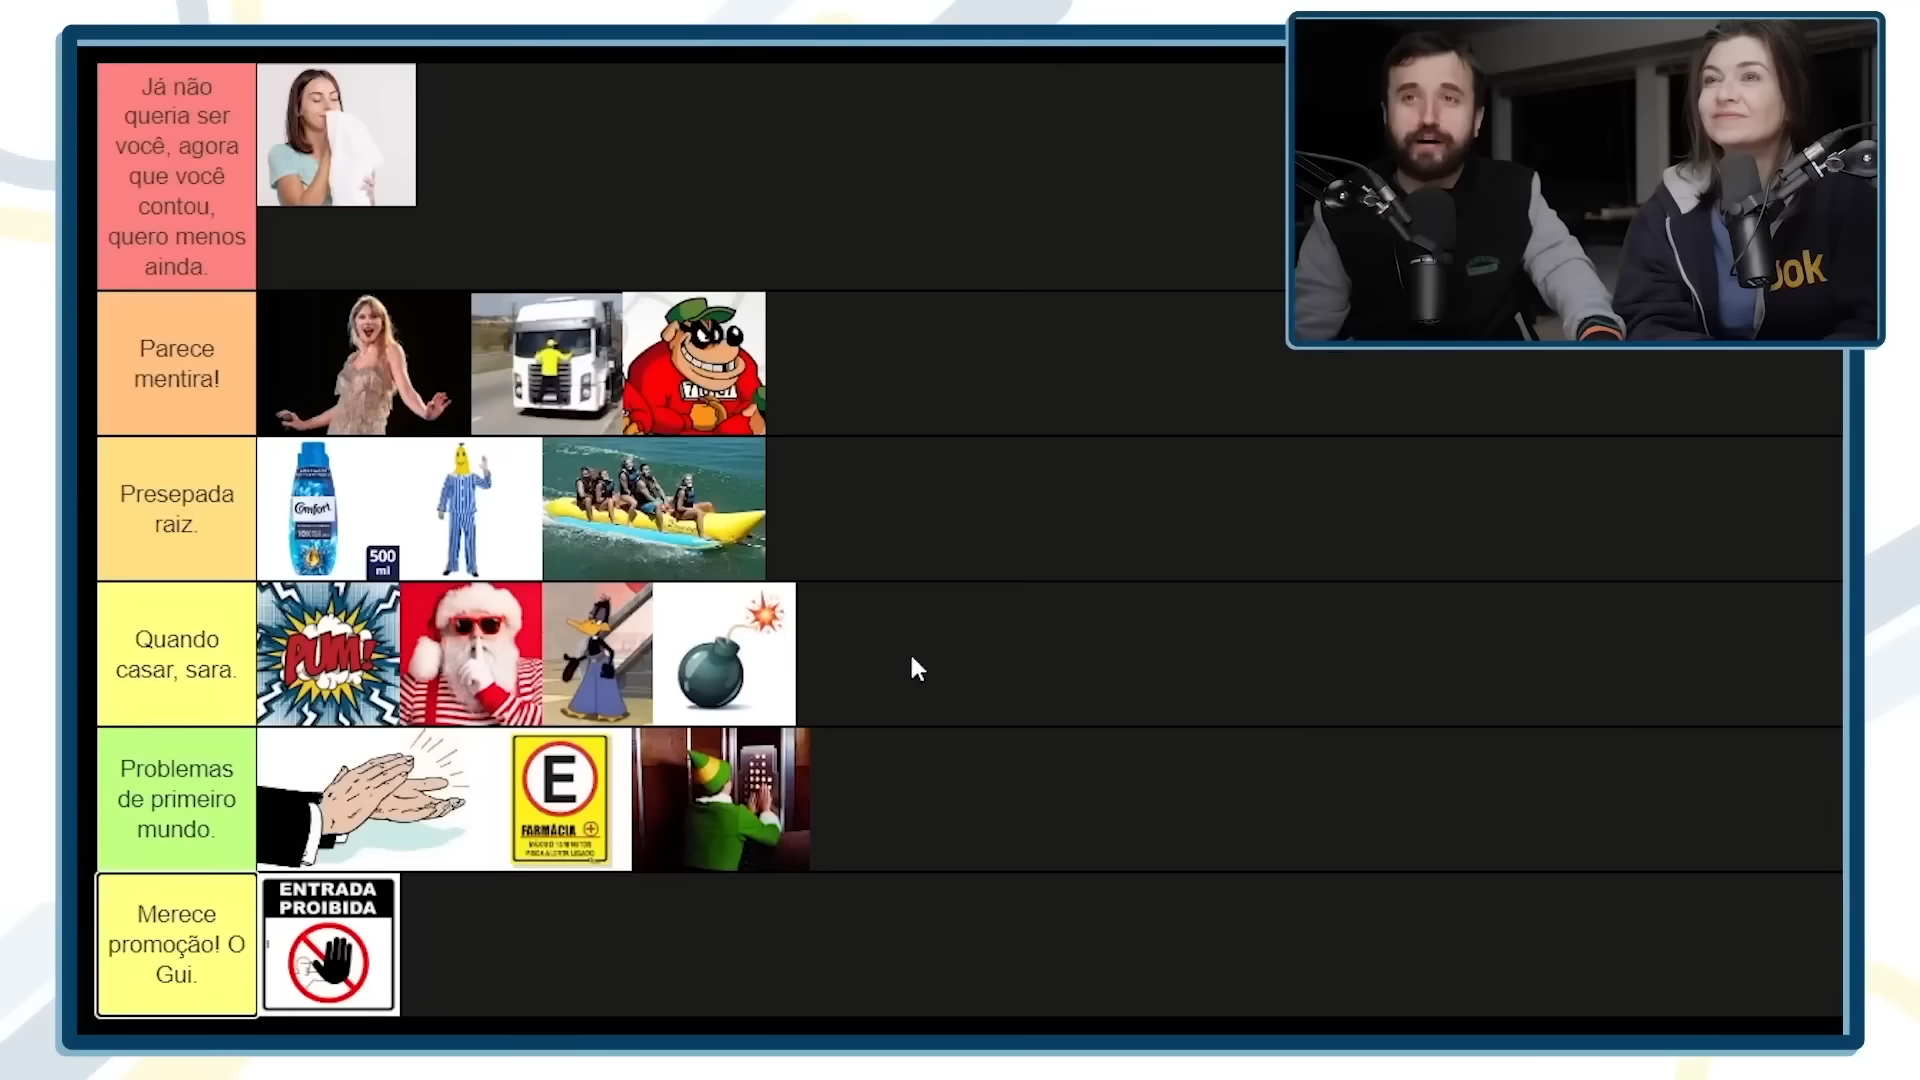 Já não
queria ser
você, agora
que você
contou,
quero menos
ainda.
ok
Parece
mentira!
Presepada
raiz.
Comfort
500
ml
Quando
casar, sara.
PUM!
Problemas
de primeiro
mundo.
E
FARMÁCIA
Merece
promoção! O
Gui.
ENTRADA
PROIBIDA